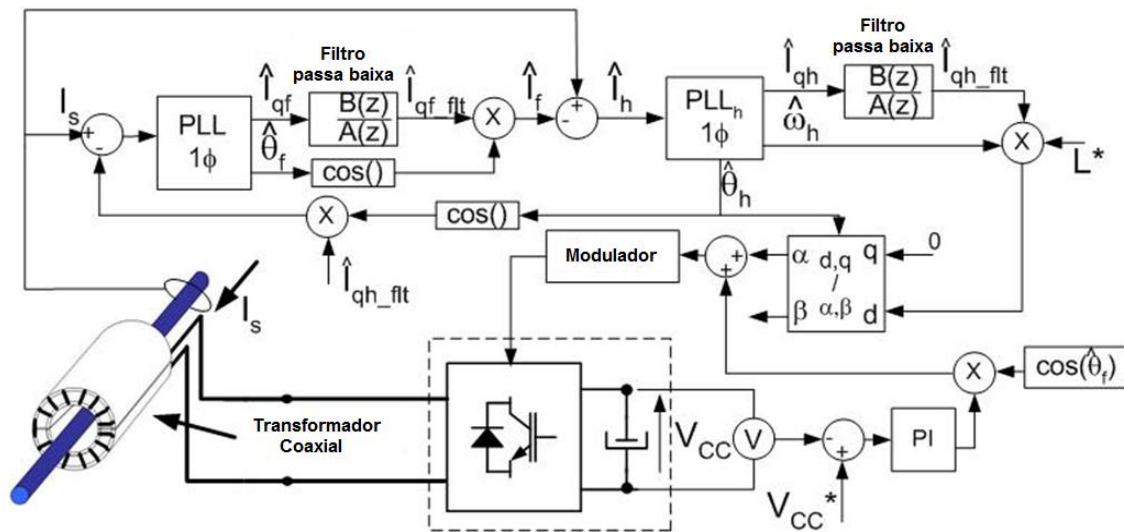 Filtro
passa baixa
Filtro
passa baixa
I_s
+
-
PLL
1ϕ
Î_qf
θ̂_f
B(z)
A(z)
Î_qf_flt
cos()
X
Î_f
+
-
Î_h
PLL_h
1ϕ
Î_qh
ω̂_h
θ̂_h
B(z)
A(z)
Î_qh_flt
X
L*
cos()
X
Î_qh_flt
Modulador
+
+
α
d,q
/
α,β
β
q
d
0
I_s
Transformador
Coaxial
V_CC
V
-
+
V_CC*
PI
X
cos(θ̂_f)